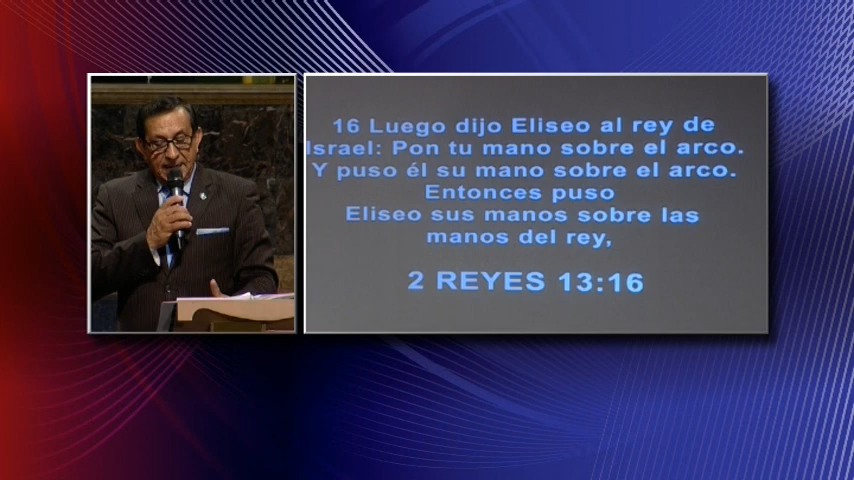 16 Luego dijo Eliseo al rey de
Israel: Pon tu mano sobre el arco.
Y puso él su mano sobre el arco.
Entonces puso
Eliseo sus manos sobre las
manos del rey,
2 REYES 13:16